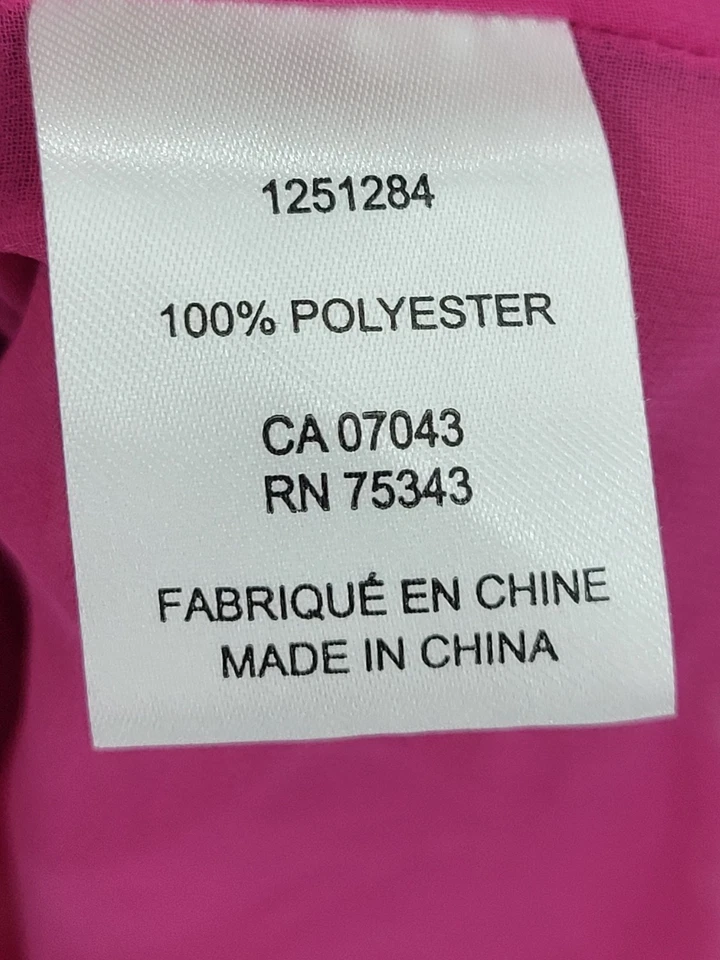 1251284
100% POLYESTER
CA 07043
RN 75343
FABRIQUÉ EN CHINE
MADE IN CHINA